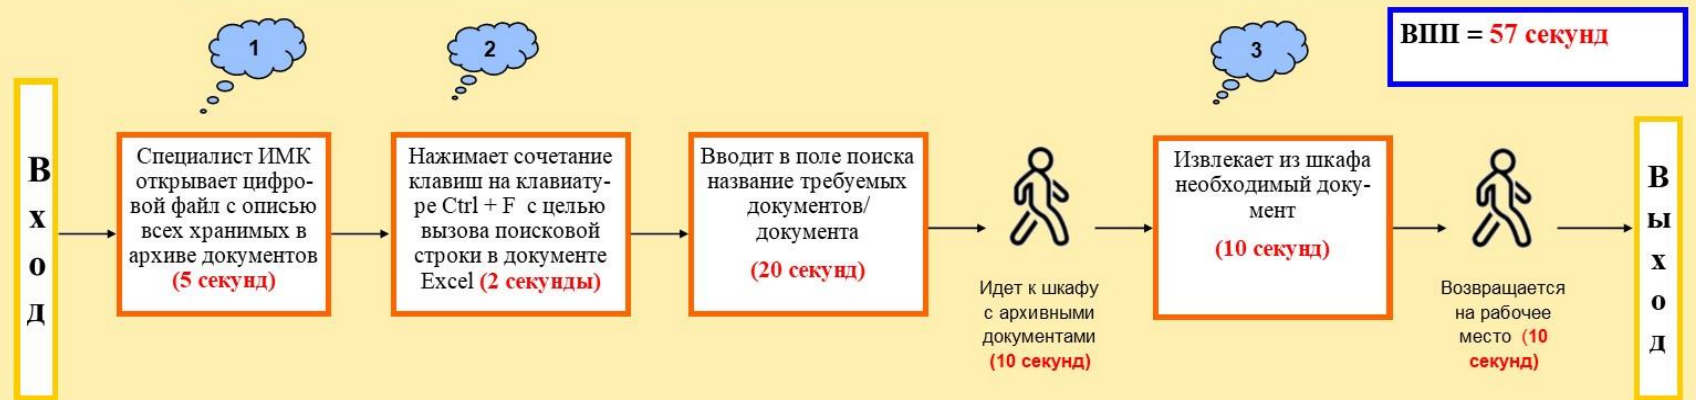 1
2
3
ВПП = 57 секунд
Вход
Специалист ИМК
открывает цифро-
вой файл с описью
всех хранимых в
архиве документов
(5 секунд)
Нажимает сочетание
клавиш на клавиату-
ре Ctrl + F с целью
вызова поисковой
строки в документе
Excel (2 секунды)
Вводит в поле поиска
название требуемых
документов/
документа
(20 секунд)
Идет к шкафу
с архивными
документами
(10 секунд)
Извлекает из шкафа
необходимый доку-
мент
(10 секунд)
Возвращается
на рабочее
место (10
секунд)
Выход